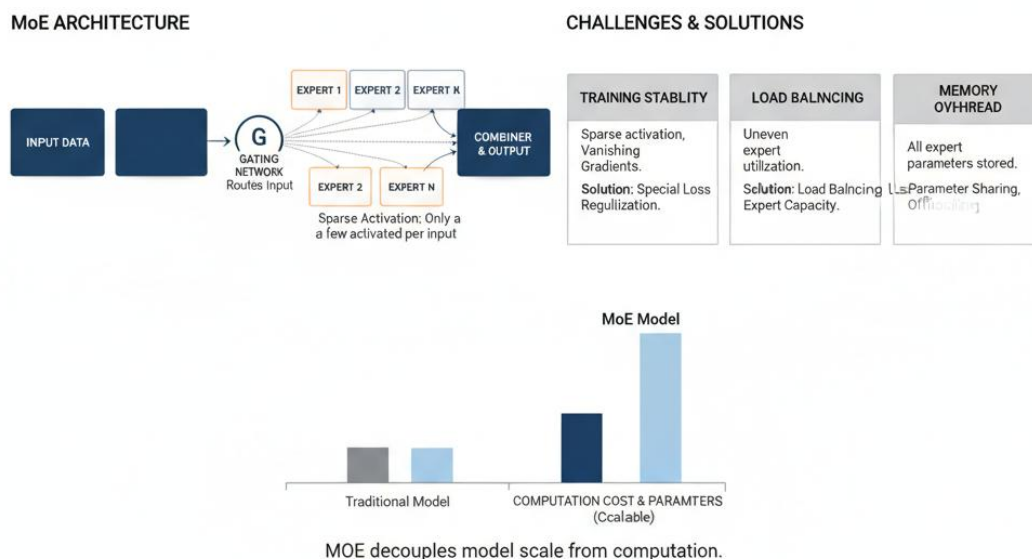 MoE ARCHITECTURE
INPUT DATA
G
GATING
NETWORK
Routes Input
EXPERT 1
EXPERT 2
EXPERT K
EXPERT 2
EXPERT N
COMBINER
& OUTPUT
Sparse Activation; Only a
a few activated per input
CHALLENGES & SOLUTIONS
TRAINING STABLITY
Sparse activation,
Vanishing
Gradients.
Solution: Special Loss
Regullization.
LOAD BALNCING
Uneven
expert
utilzation.
Solution: Load Balncing
Expert Capacity.
MEMORY
OVHHREAD
All expert
parameters stored.
Parameter Sharing,
MoE Model
Traditional Model
COMPUTATION COST & PARAMTERS
(Ccalable)
MOE decouples model scale from computation.